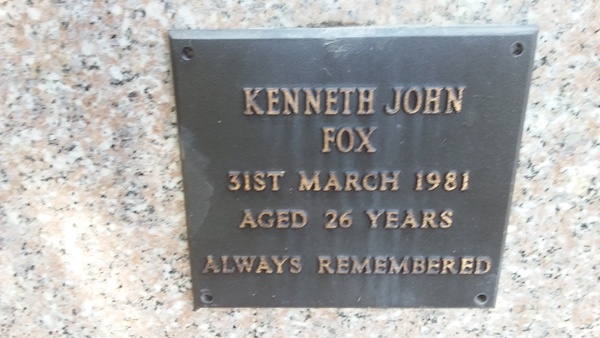 KENNETH JOHN
FOX
31ST MARCH 1981
AGED 26 YEARS
ALWAYS REMEMBERED